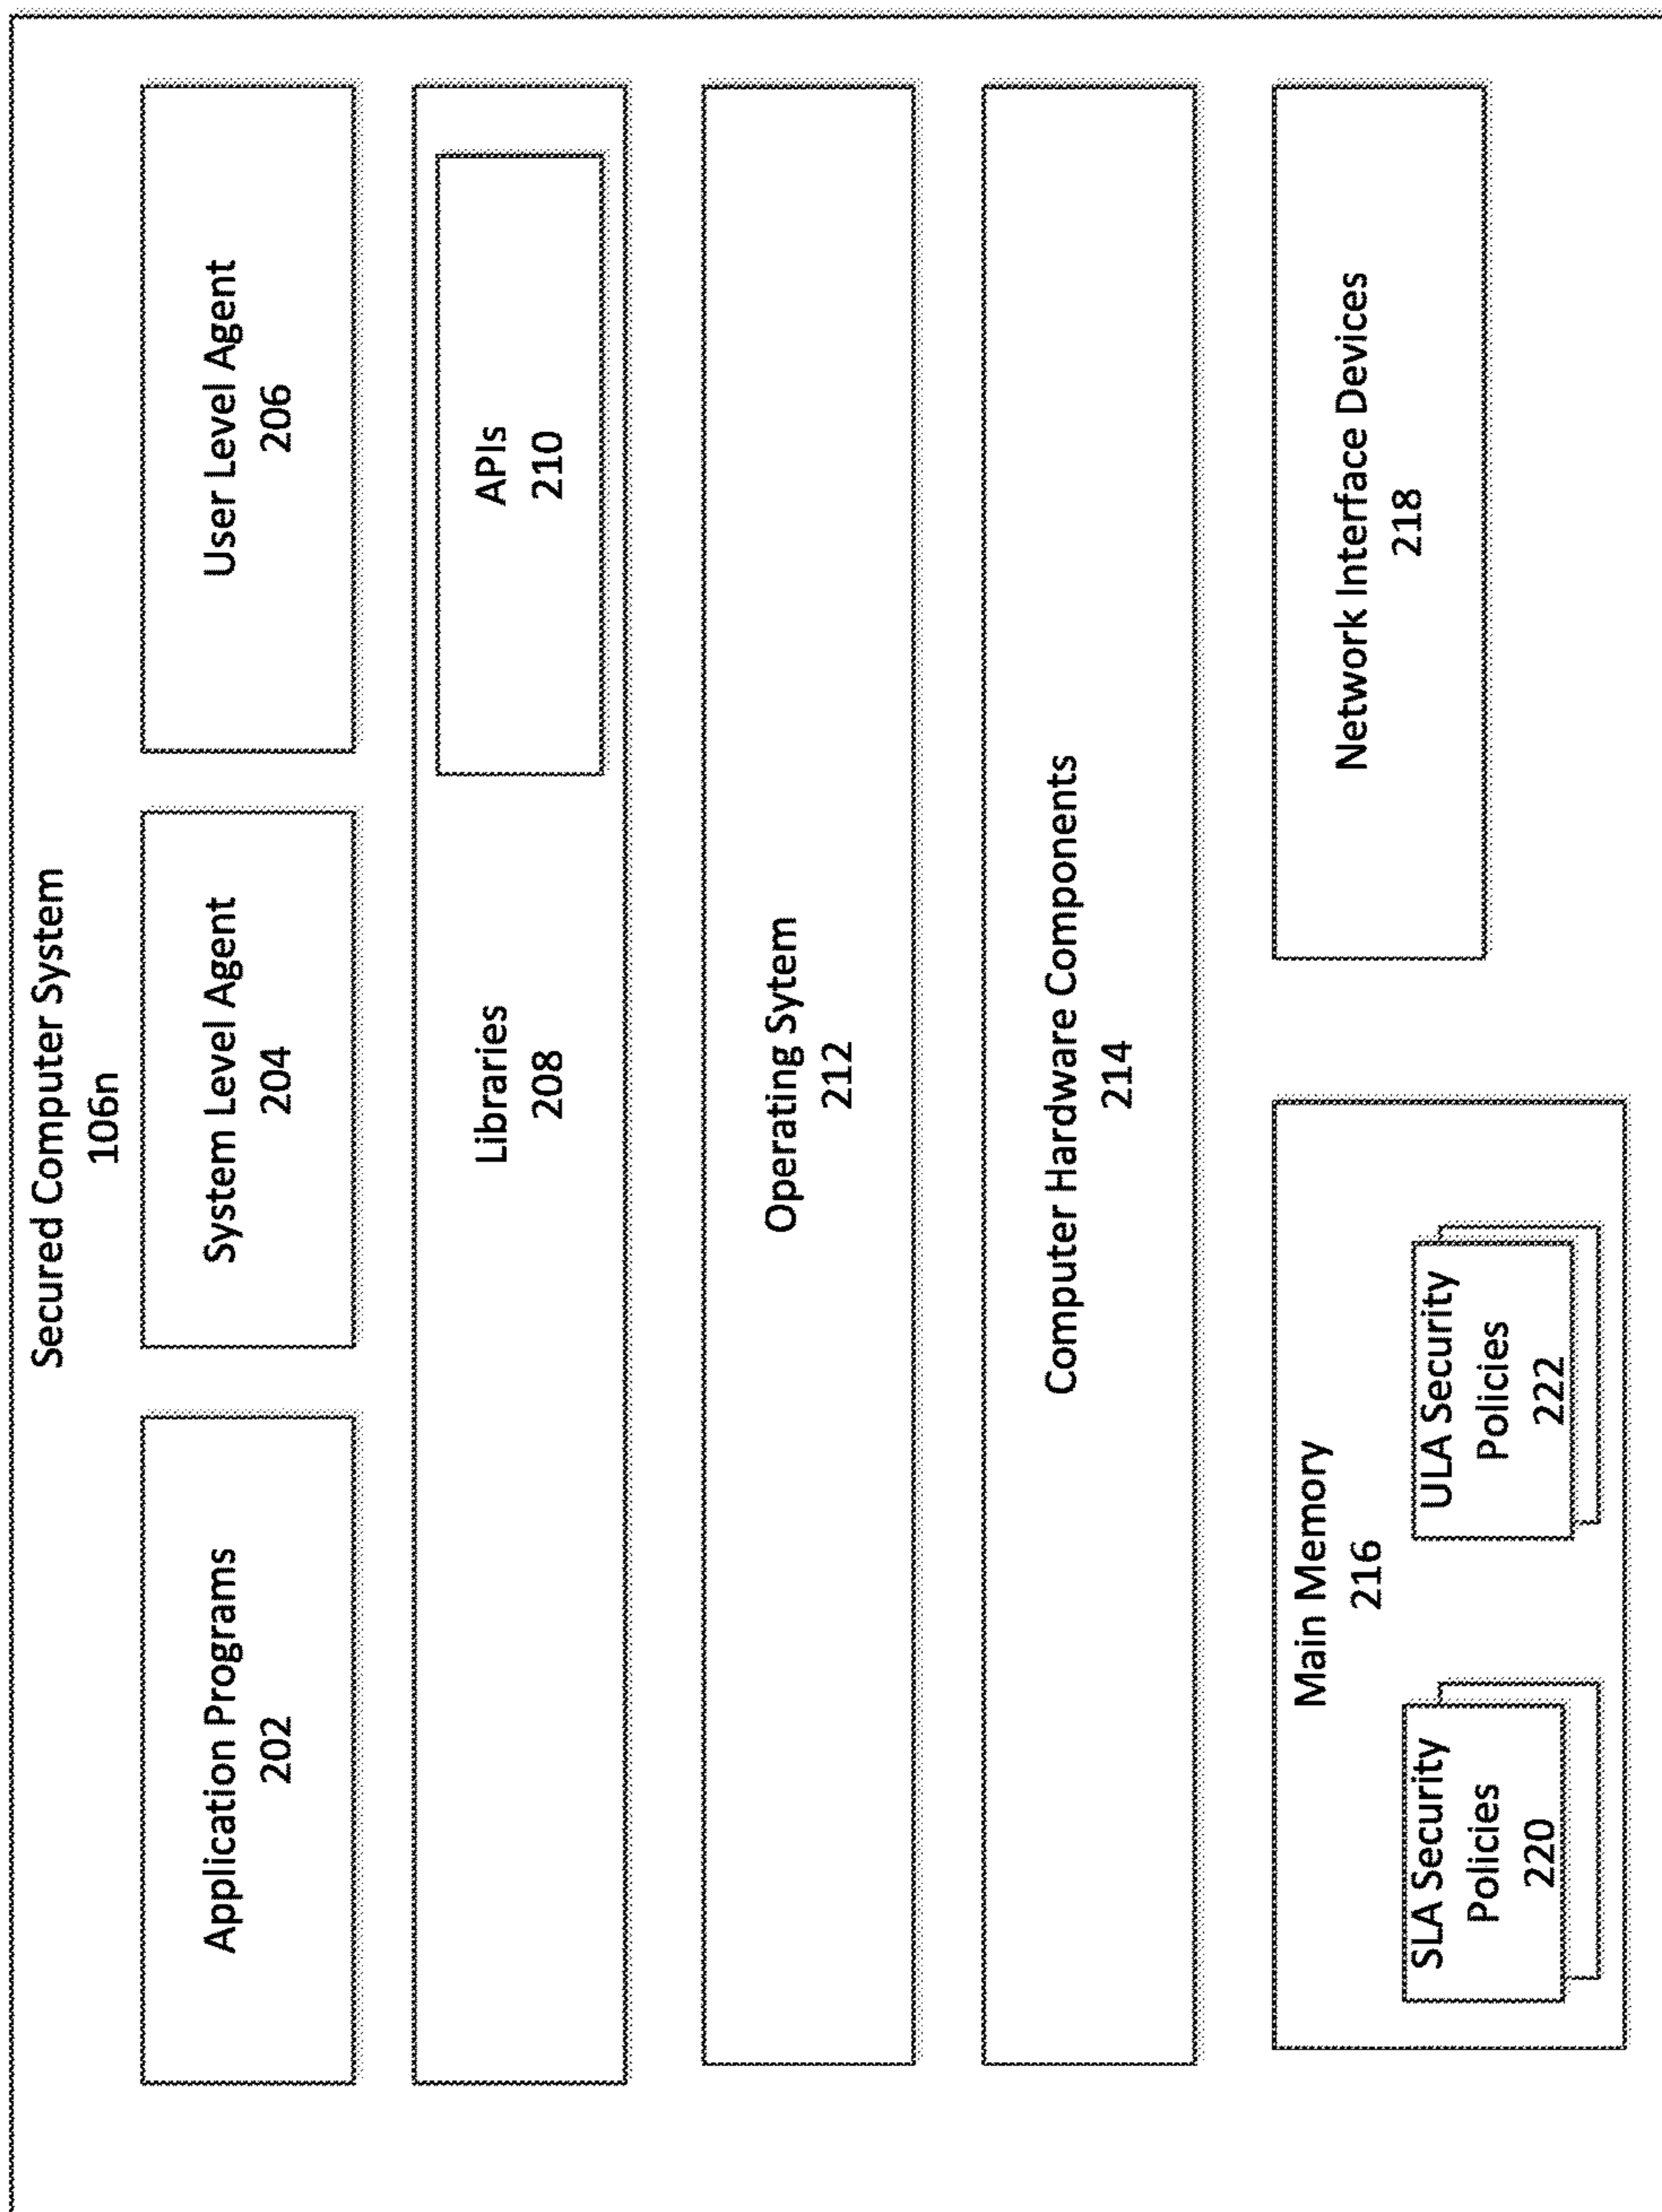 Secured Computer System
106n
Application Programs
202
System Level Agent
204
User Level Agent
206
Libraries
208
APIs
210
Operating Sytem
212
Computer Hardware Components
214
Main Memory
216
SLA Security
Policies
220
ULA Security
Policies
222
Network Interface Devices
218